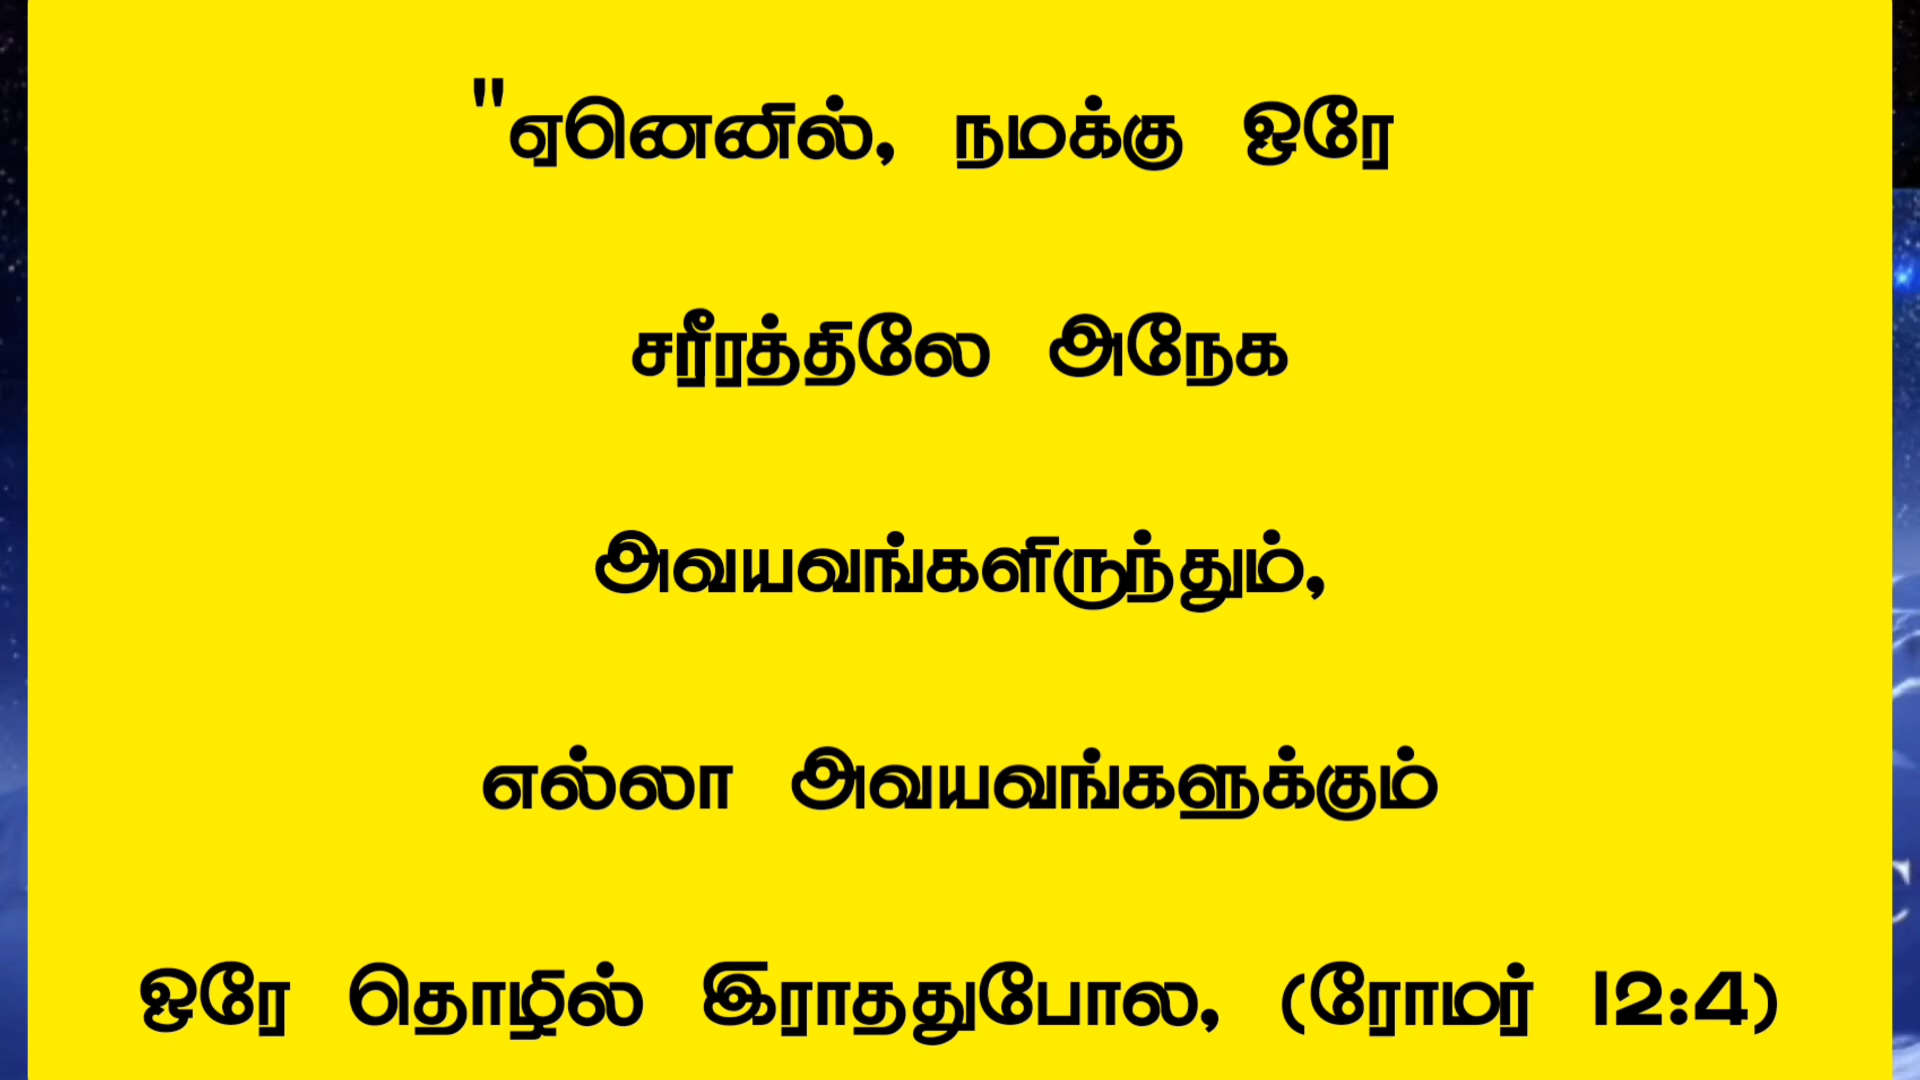 "ஏனெனில், நமக்கு ஒரே
சரீரத்திலே அநேக
அவயவங்களிருந்தும்,
எல்லா அவயவங்களுக்கும்
ஒரே தொழில் இராததுபோல, (ரோமர் 12:4)